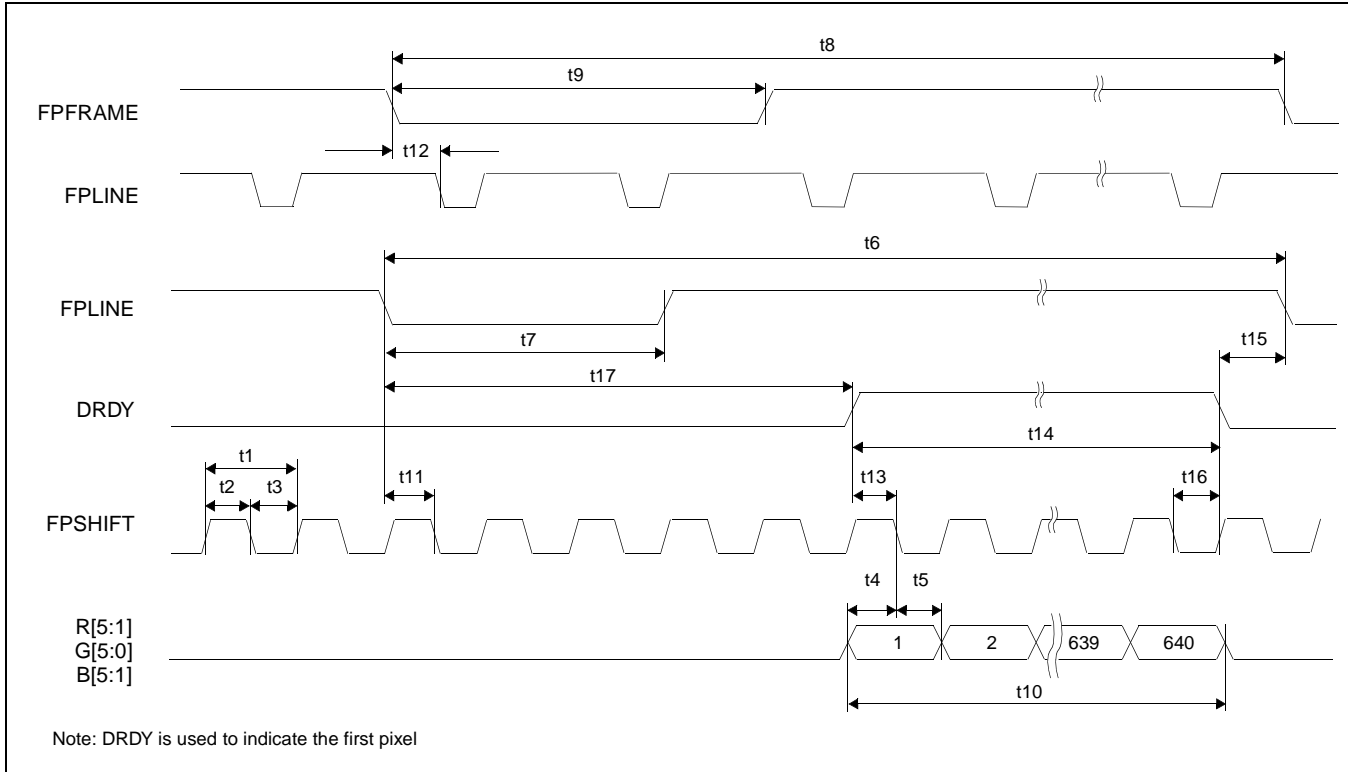 t8
t9
FPFRAME
t12
FPLINE
t6
FPLINE
t7
t15
t17
DRDY
t14
t1
t2
t3
t11
t13
t16
FPSHIFT
t4
t5
R[5:1]
G[5:0]
B[5:1]
1
2
639
640
t10
Note: DRDY is used to indicate the first pixel